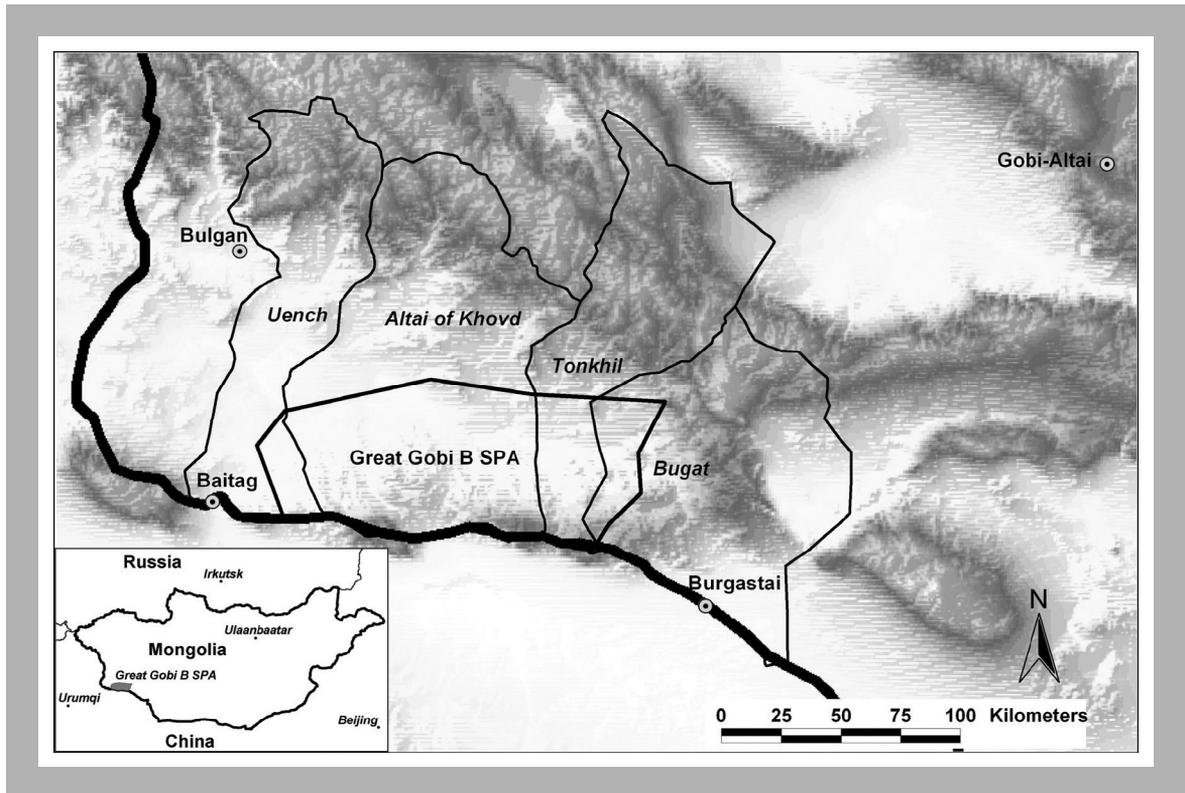 Gobi-Altai
Bulgan
Uench
Altai of Khovd
Tonkhil
Great Gobi B SPA
Bugat
Baitag
Burgastai
N
0 25 50 75 100 Kilometers
Russia
Irkutsk
Ulaanbaatar
Mongolia
Great Gobi B SPA
Urumqi
Beijing
China